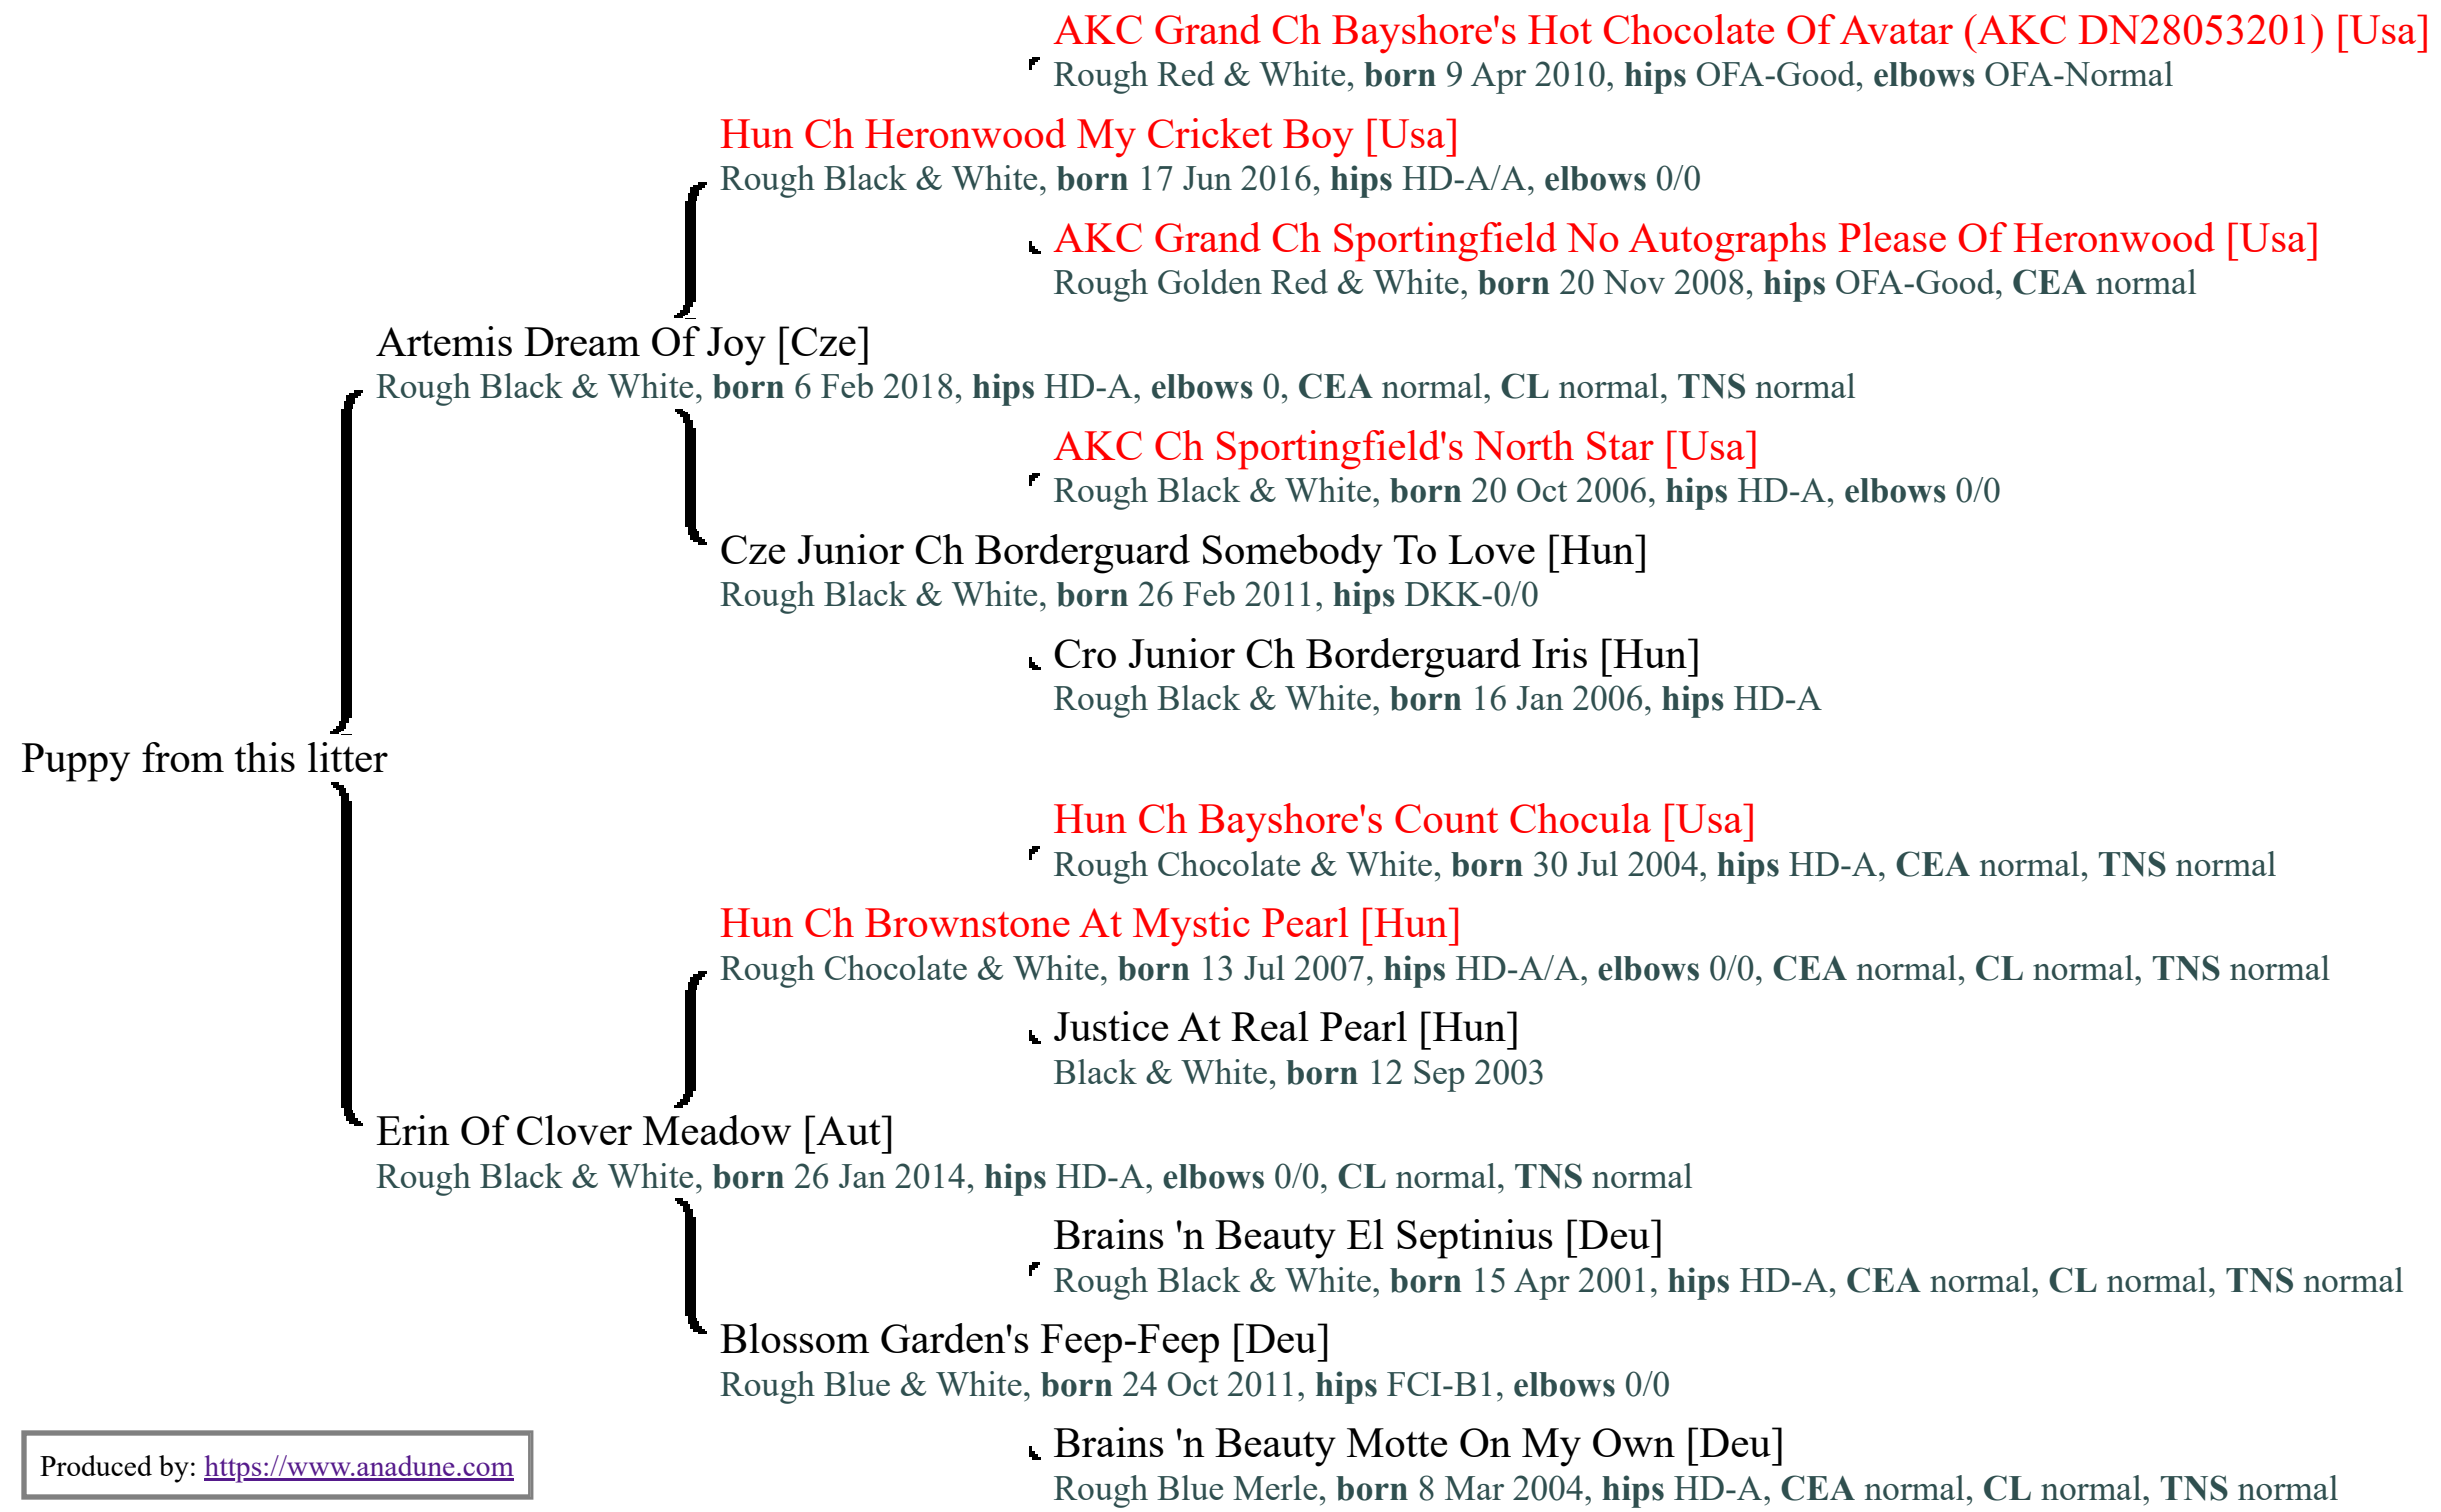 AKC Grand Ch Bayshore's Hot Chocolate Of Avatar (AKC DN28053201) [Usa]
Rough Red & White, born 9 Apr 2010, hips OFA-Good, elbows OFA-Normal
Hun Ch Heronwood My Cricket Boy [Usa]
Rough Black & White, born 17 Jun 2016, hips HD-A/A, elbows 0/0
AKC Grand Ch Sportingfield No Autographs Please Of Heronwood [Usa]
Rough Golden Red & White, born 20 Nov 2008, hips OFA-Good, CEA normal
Artemis Dream Of Joy [Cze]
Rough Black & White, born 6 Feb 2018, hips HD-A, elbows 0, CEA normal, CL normal, TNS normal
AKC Ch Sportingfield's North Star [Usa]
Rough Black & White, born 20 Oct 2006, hips HD-A, elbows 0/0
Cze Junior Ch Borderguard Somebody To Love [Hun]
Rough Black & White, born 26 Feb 2011, hips DKK-0/0
Cro Junior Ch Borderguard Iris [Hun]
Rough Black & White, born 16 Jan 2006, hips HD-A
Puppy from this litter
Hun Ch Bayshore's Count Chocula [Usa]
Rough Chocolate & White, born 30 Jul 2004, hips HD-A, CEA normal, TNS normal
Hun Ch Brownstone At Mystic Pearl [Hun]
Rough Chocolate & White, born 13 Jul 2007, hips HD-A/A, elbows 0/0, CEA normal, CL normal, TNS normal
Justice At Real Pearl [Hun]
Black & White, born 12 Sep 2003
Erin Of Clover Meadow [Aut]
Rough Black & White, born 26 Jan 2014, hips HD-A, elbows 0/0, CL normal, TNS normal
Brains 'n Beauty El Septinius [Deu]
Rough Black & White, born 15 Apr 2001, hips HD-A, CEA normal, CL normal, TNS normal
Blossom Garden's Feep-Feep [Deu]
Rough Blue & White, born 24 Oct 2011, hips FCI-B1, elbows 0/0
Brains 'n Beauty Motte On My Own [Deu]
Rough Blue Merle, born 8 Mar 2004, hips HD-A, CEA normal, CL normal, TNS normal
Produced by: https://www.anadune.com